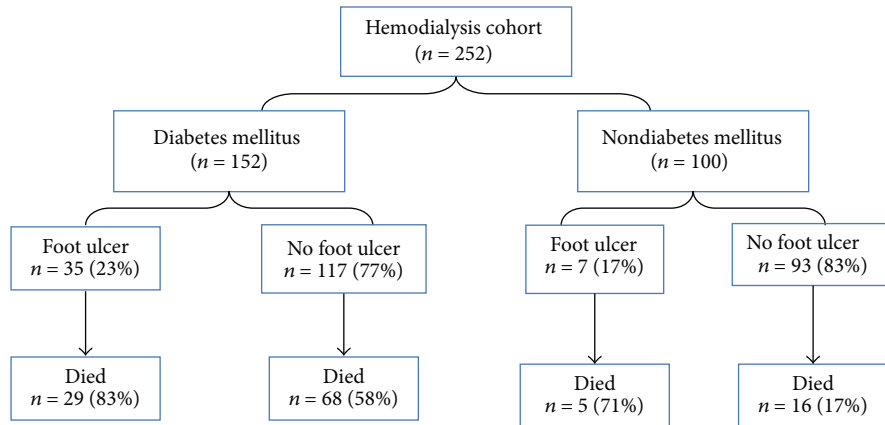 Hemodialysis cohort
(n = 252)
Diabetes mellitus
(n = 152)
Nondiabetes mellitus
(n = 100)
Foot ulcer
n = 35 (23%)
No foot ulcer
n = 117 (77%)
Foot ulcer
n = 7 (17%)
No foot ulcer
n = 93 (83%)
Died
n = 29 (83%)
Died
n = 68 (58%)
Died
n = 5 (71%)
Died
n = 16 (17%)